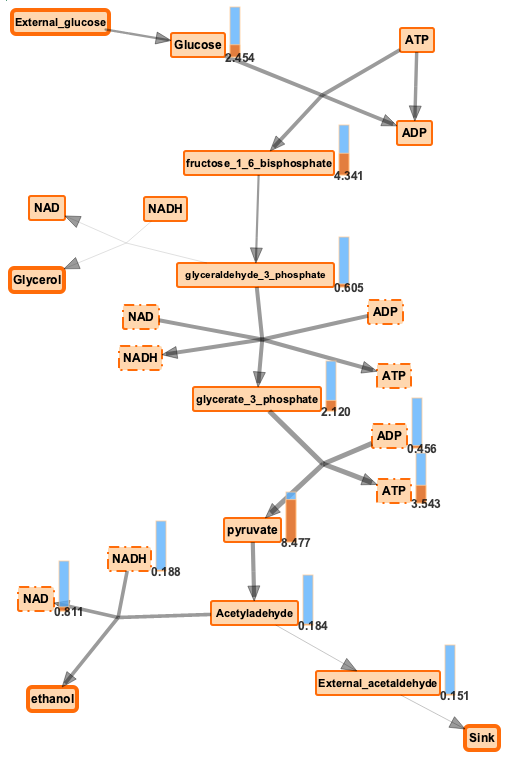 External_glucose
Glucose
2.454
ATP
ADP
fructose_1_6_bisphosphate
4.341
NAD
NADH
Glycerol
glyceraldehyde_3_phosphate
0.605
NAD
ADP
NADH
ATP
glycerate_3_phosphate
2.120
ADP
0.456
ATP
3.543
pyruvate
8.477
NADH
0.188
NAD
0.811
Acetyladehyde
0.184
External_acetaldehyde
0.151
ethanol
Sink